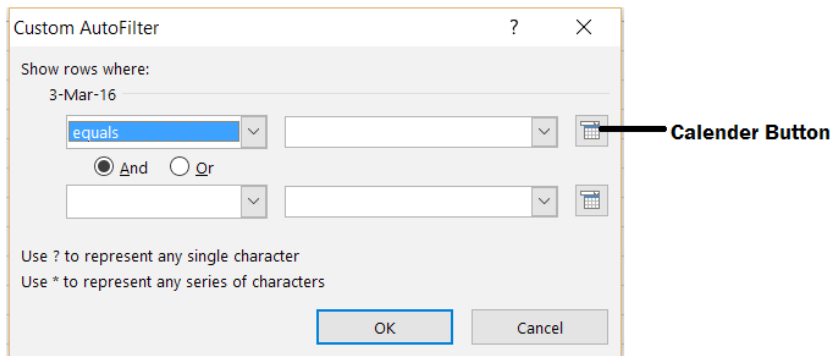 Custom AutoFilter ? ×
Show rows where:
3-Mar-16
equals
Calender Button
And Or
Use ? to represent any single character
Use * to represent any series of characters
OK Cancel